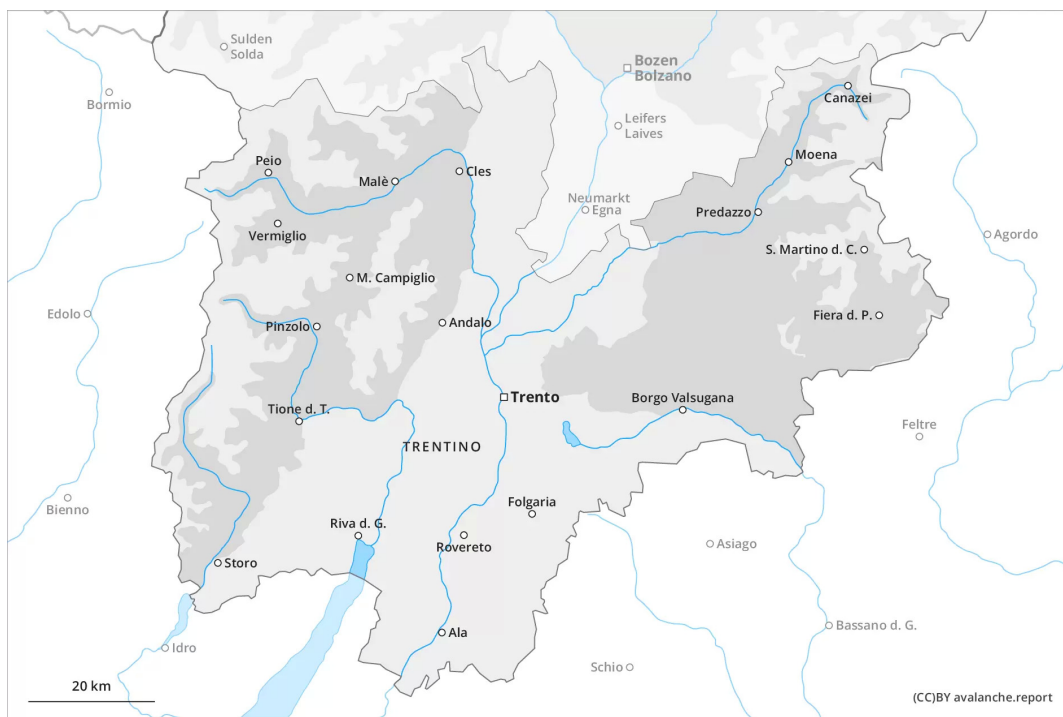 Sulden
Solda
Bozen
Bolzano
Bormio
Canazei
Leifers
Laives
Moena
Peio
Malè
Cles
Neumarkt
Egna
Predazzo
Vermiglio
S. Martino d. C.
Agordo
M. Campiglio
Edolo
Pinzolo
Andalo
Fiera d. P.
Trento
Borgo Valsugana
Tione d. T.
Feltre
TRENTINO
Bienno
Folgaria
Riva d. G.
Rovereto
Asiago
Storo
Ala
Bassano d. G.
Idro
Schio
20 km
(CC)BY avalanche.report